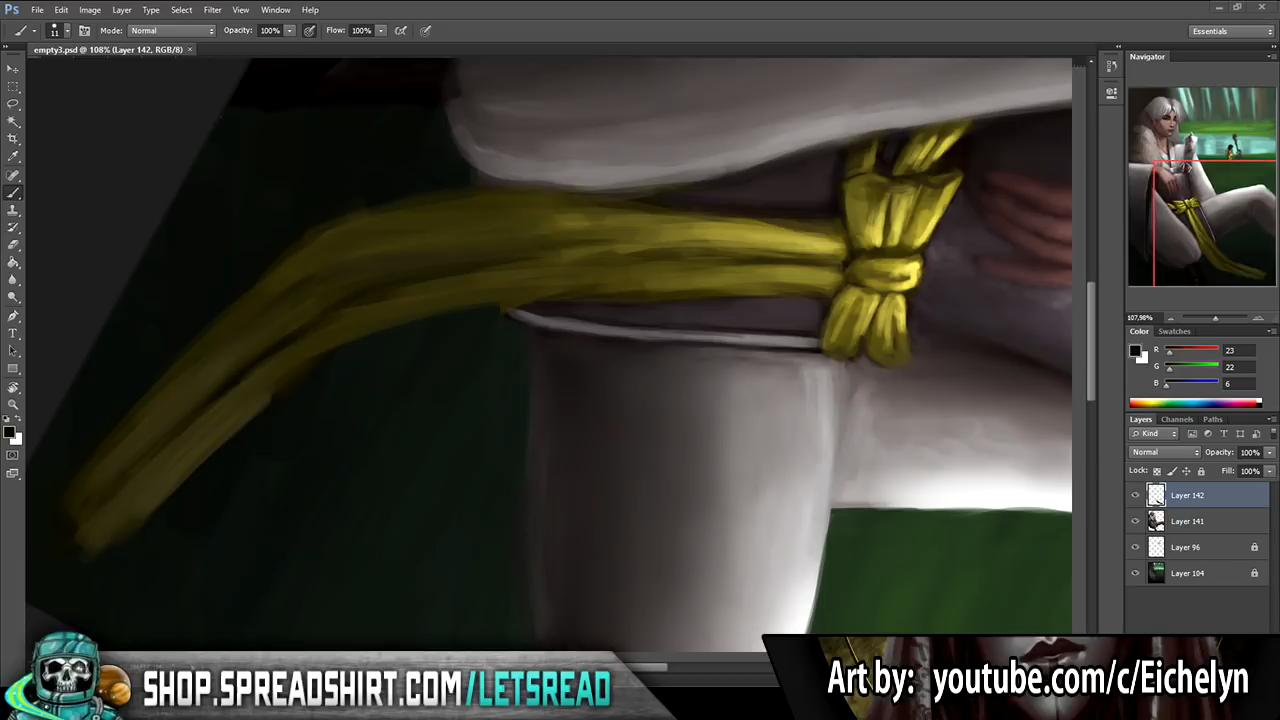 Ps File Edit Image Layer Type Select Filter View Window Help
11 Mode: Normal Opacity: 100% Flow: 100% Essentials
empty3.psd @ 108% (Layer 142, RGB/8) ×
Navigator
107,98%
Color Swatches
R 23
G 22
B 6
Layers Channels Paths
Kind
Normal Opacity: 100%
Lock: Fill: 100%
Layer 142
Layer 141
Layer 96
Layer 104
SHOP.SPREADSHIRT.COM/LETSREAD
Art by: youtube.com/c/Eichelyn